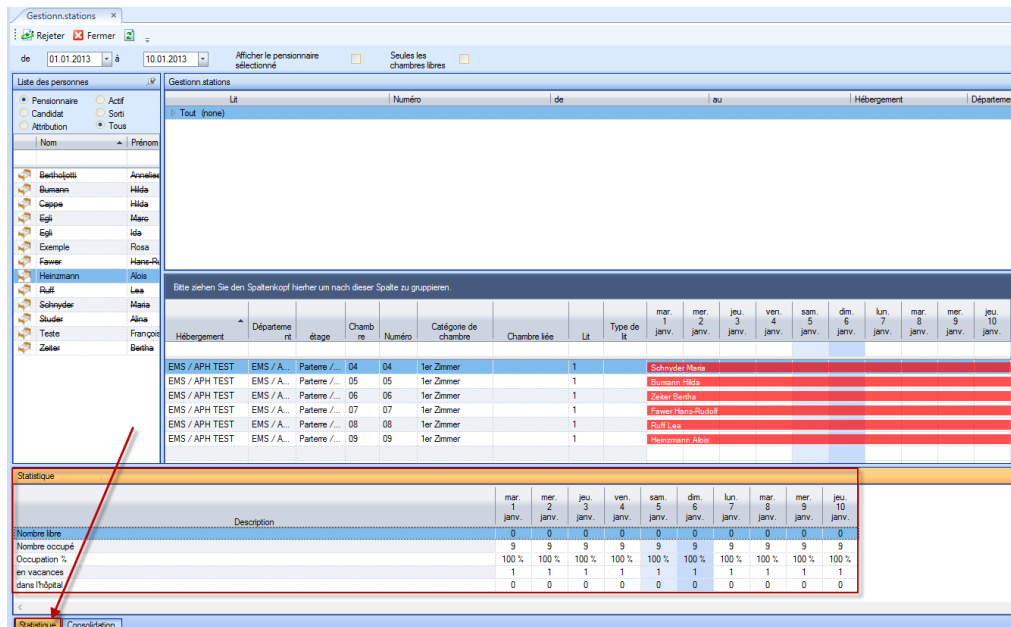 Gestionn.stations ×
Rejeter Fermer
de 01.01.2013 à 10.01.2013 Afficher le pensionnaire sélectionné Seules les chambres libres
Liste des personnes
Pensionnaire Actif
Candidat Sorti
Attribution Tous
Nom Prénom
Bertholjotti Annelies
Bumann Hilda
Cappe Hilda
Egli Marc
Egli Ida
Exemple Rosa
Fawer Hans-Ru
Heinzmann Alois
Ruff Lea
Schnyder Maria
Studer Alina
Teste François
Zeiter Bertha
Gestionn.stations
Lit Numéro de au Hébergement Départeme
Tout (none)
Bitte ziehen Sie den Spaltenkopf hierher um nach dieser Spalte zu gruppieren.
Hébergement Département étage Chambre Numéro Catégorie de chambre Chambre liée Lit Type de lit mar. 1 janv. mer. 2 janv. jeu. 3 janv. ven. 4 janv. sam. 5 janv. dim. 6 janv. lun. 7 janv. mar. 8 janv. mer. 9 janv. jeu. 10 janv.
EMS / APH TEST EMS / A... Parterre /... 04 04 1er Zimmer 1 Schnyder Maria
EMS / APH TEST EMS / A... Parterre /... 05 05 1er Zimmer 1 Bumann Hilda
EMS / APH TEST EMS / A... Parterre /... 06 06 1er Zimmer 1 Zeiter Bertha
EMS / APH TEST EMS / A... Parterre /... 07 07 1er Zimmer 1 Fawer Hans-Rudolf
EMS / APH TEST EMS / A... Parterre /... 08 08 1er Zimmer 1 Ruff Lea
EMS / APH TEST EMS / A... Parterre /... 09 09 1er Zimmer 1 Heinzmann Alois
Statistique
Description mar. 1 janv. mer. 2 janv. jeu. 3 janv. ven. 4 janv. sam. 5 janv. dim. 6 janv. lun. 7 janv. mar. 8 janv. mer. 9 janv. jeu. 10 janv.
Nombre libre 0 0 0 0 0 0 0 0 0 0
Nombre occupé 9 9 9 9 9 9 9 9 9 9
Occupation % 100 % 100 % 100 % 100 % 100 % 100 % 100 % 100 % 100 % 100 %
en vacances 1 1 1 1 1 1 1 1 1 1
dans l'hôpital 0 0 0 0 0 0 0 0 0 0
Statistique Consolidation